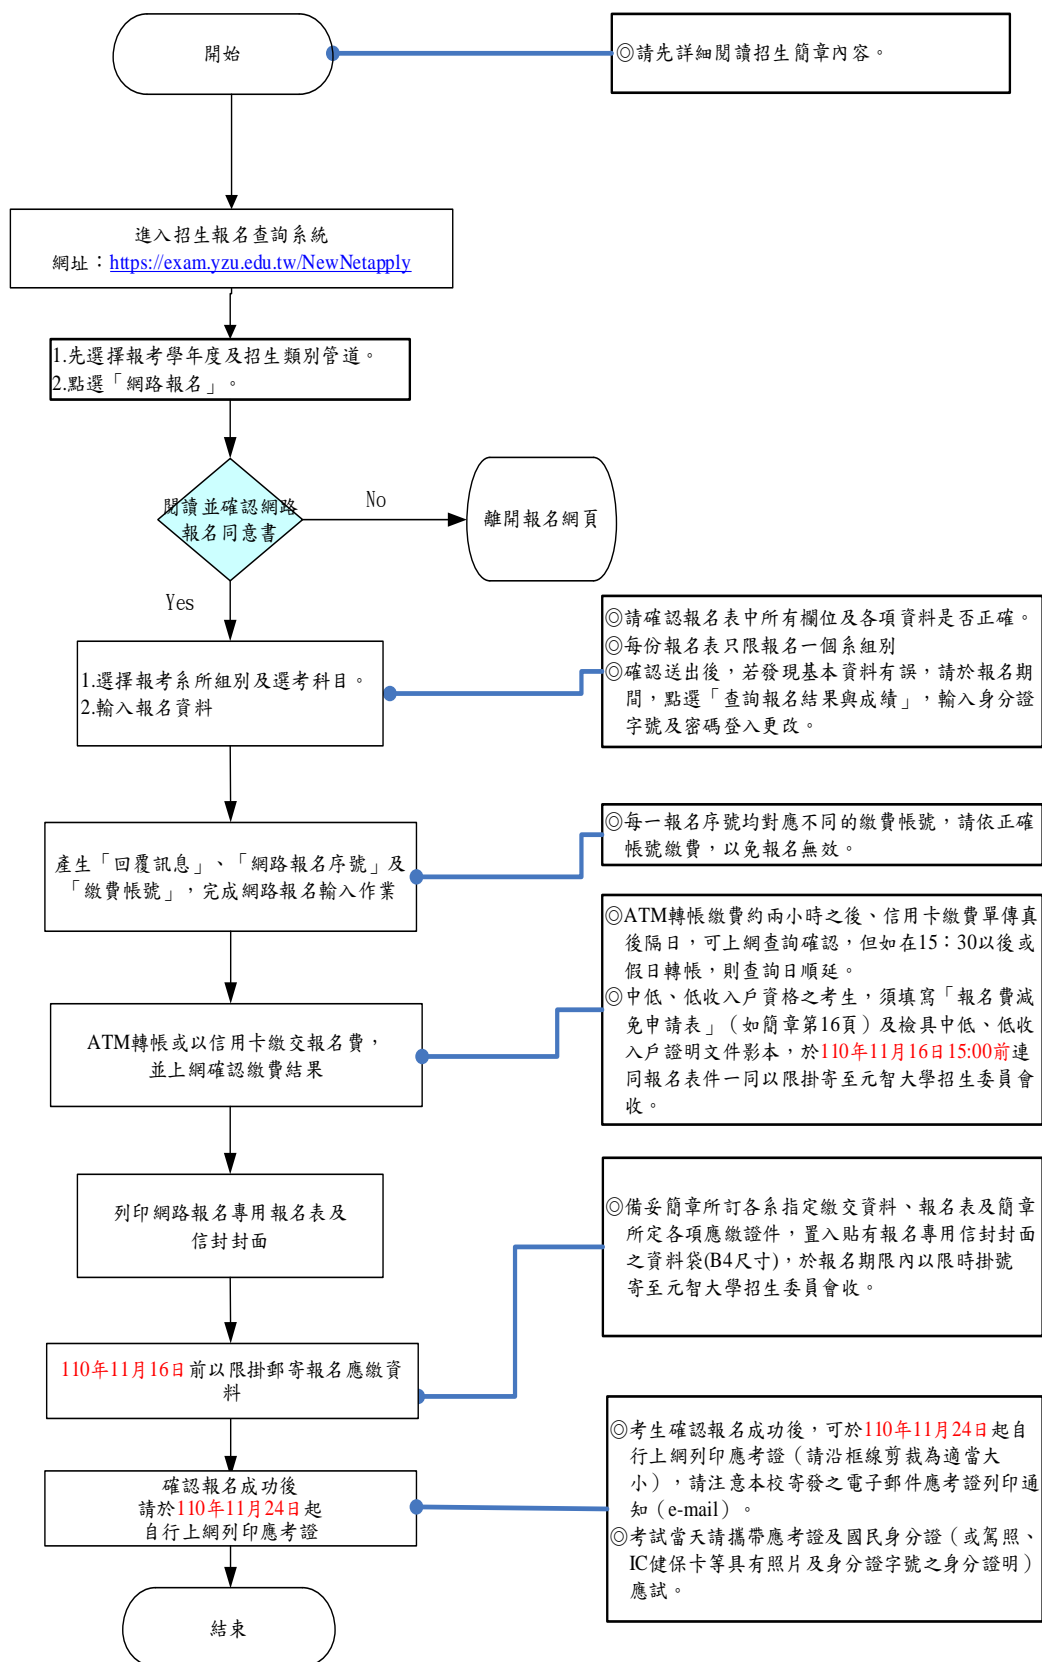 開始
◎請先詳細閱讀招生簡章內容。
進入招生報名查詢系統
網址：https://exam.yzu.edu.tw/NewNetapply
1.先選擇報考學年度及招生類別管道。
2.點選「網路報名」。
閱讀並確認網路
報名同意書
No
離開報名網頁
Yes
1.選擇報考系所組別及選考科目。
2.輸入報名資料
◎請確認報名表中所有欄位及各項資料是否正確。
◎每份報名表只限報名一個系組別
◎確認送出後，若發現基本資料有誤，請於報名期
間，點選「查詢報名結果與成績」，輸入身分證
字號及密碼登入更改。
產生「回覆訊息」、「網路報名序號」及
「繳費帳號」，完成網路報名輸入作業
◎每一報名序號均對應不同的繳費帳號，請依正確
帳號繳費，以免報名無效。
ATM轉帳或以信用卡繳交報名費，
並上網確認繳費結果
◎ATM轉帳繳費約兩小時之後、信用卡繳費單傳真
後隔日，可上網查詢確認，但如在15：30以後或
假日轉帳，則查詢日順延。
◎中低、低收入戶資格之考生，須填寫「報名費減
免申請表」（如簡章第16頁）及檢具中低、低收
入戶證明文件影本，於110年11月16日15:00前連
同報名表件一同以限掛寄至元智大學招生委員會
收。
列印網路報名專用報名表及
信封封面
◎備妥簡章所訂各系指定繳交資料、報名表及簡章
所定各項應繳證件，置入貼有報名專用信封封面
之資料袋(B4尺寸)，於報名期限內以限時掛號
寄至元智大學招生委員會收。
110年11月16日前以限掛郵寄報名應繳資
料
確認報名成功後
請於110年11月24日起
自行上網列印應考證
◎考生確認報名成功後，可於110年11月24日起自
行上網列印應考證（請沿框線剪裁為適當大
小），請注意本校寄發之電子郵件應考證列印通
知（e-mail）。
◎考試當天請攜帶應考證及國民身分證（或駕照、
IC健保卡等具有照片及身分證字號之身分證明）
應試。
結束